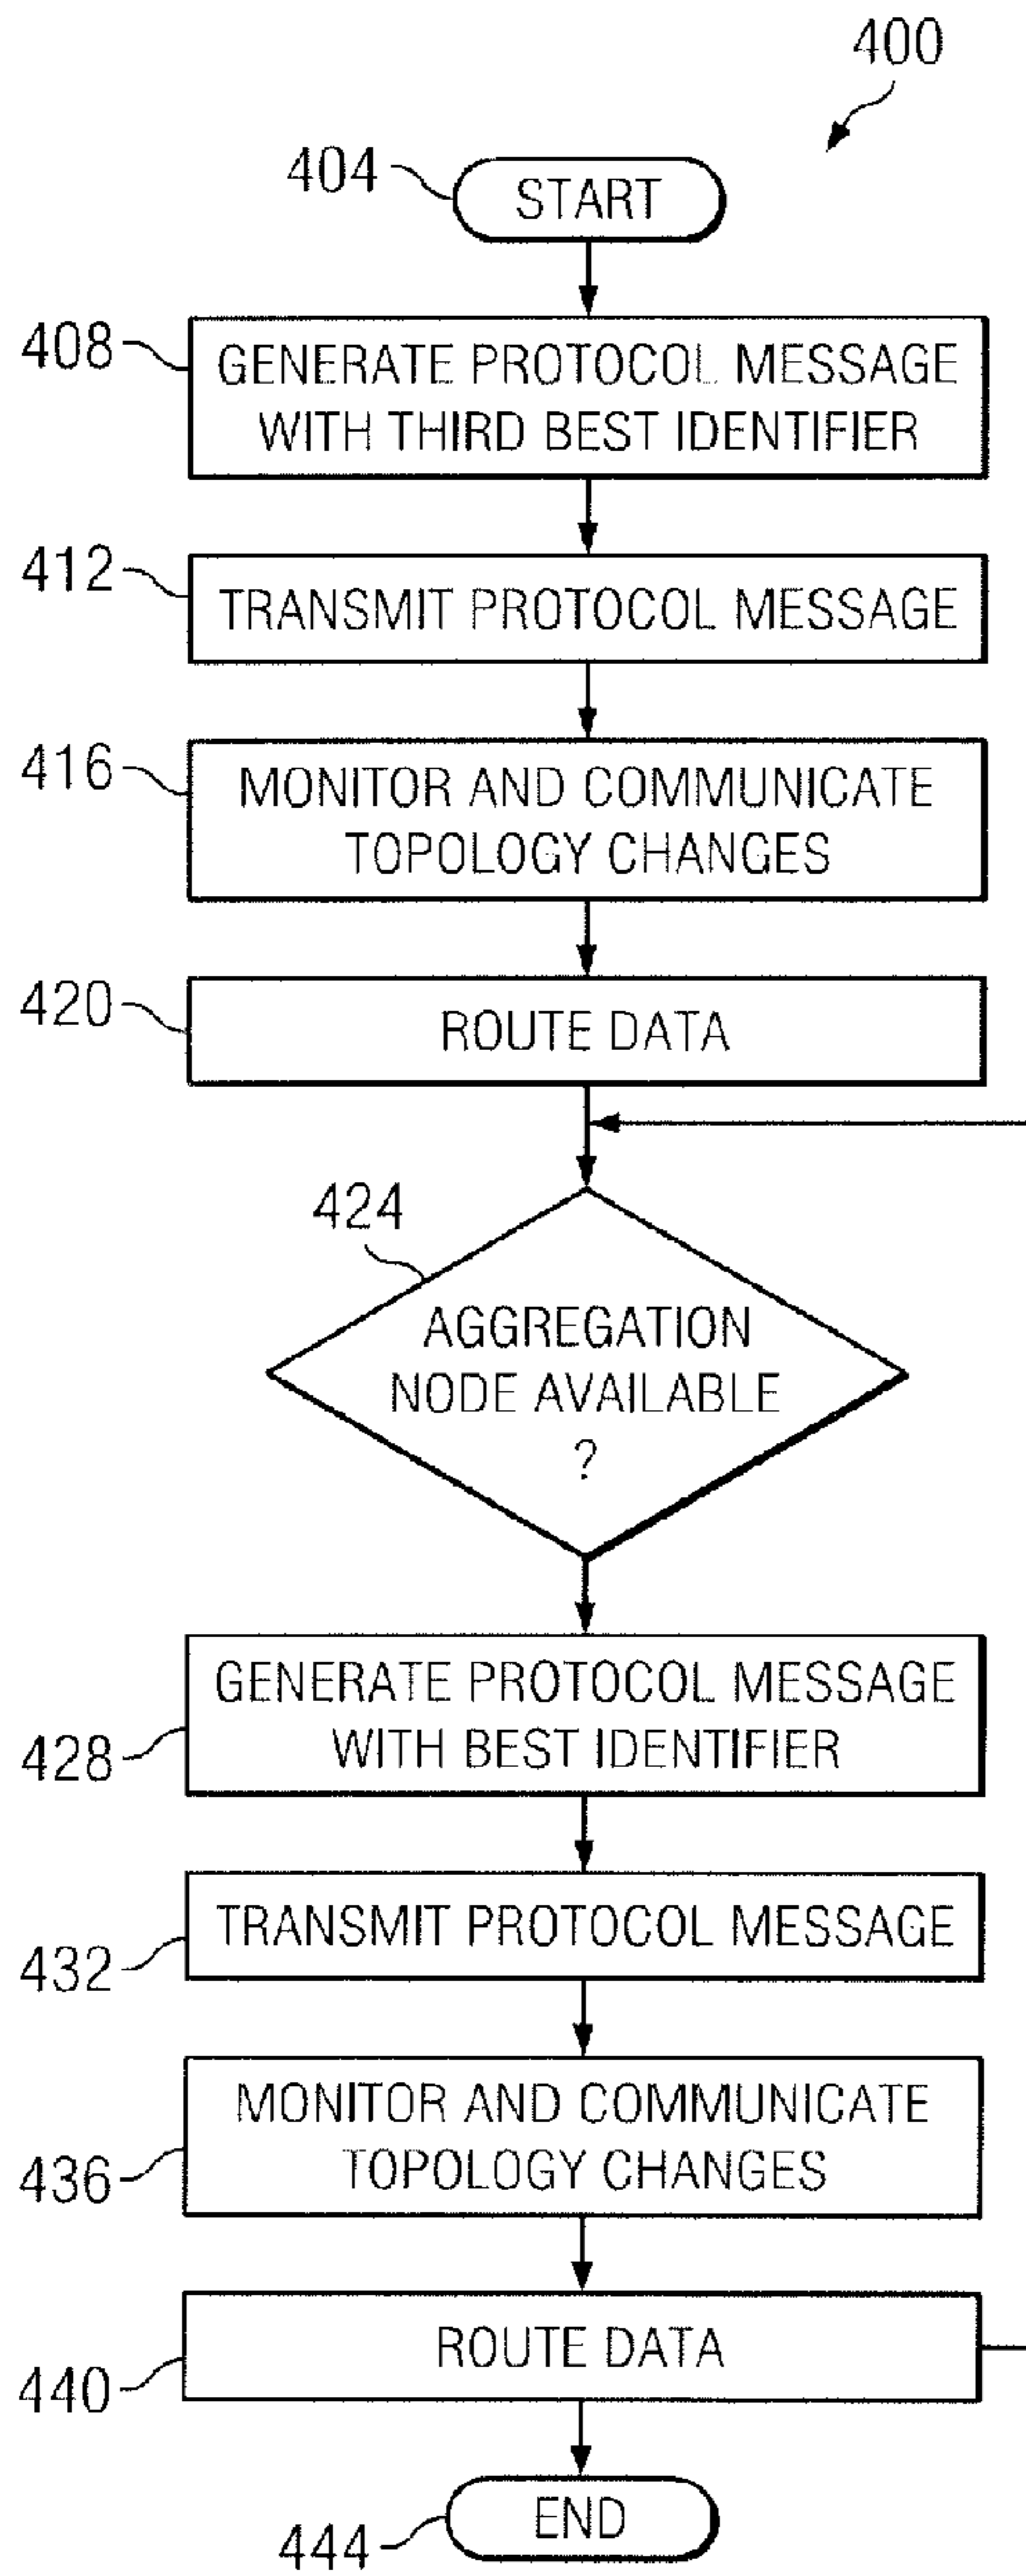 400
404
START
408
GENERATE PROTOCOL MESSAGE
WITH THIRD BEST IDENTIFIER
412
TRANSMIT PROTOCOL MESSAGE
416
MONITOR AND COMMUNICATE
TOPOLOGY CHANGES
420
ROUTE DATA
424
AGGREGATION
NODE AVAILABLE
?
GENERATE PROTOCOL MESSAGE
WITH BEST IDENTIFIER
428
TRANSMIT PROTOCOL MESSAGE
432
MONITOR AND COMMUNICATE
TOPOLOGY CHANGES
436
ROUTE DATA
440
END
444